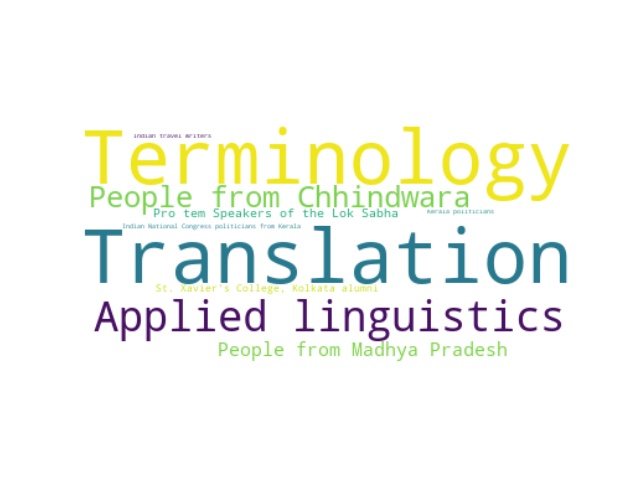 Indian travel writers
Terminology
People from Chhindwara
Pro tem Speakers of the Lok Sabha
Kerala politicians
Indian National Congress politicians from Kerala
Translation
St. Xavier's College, Kolkata alumni
Applied linguistics
People from Madhya Pradesh